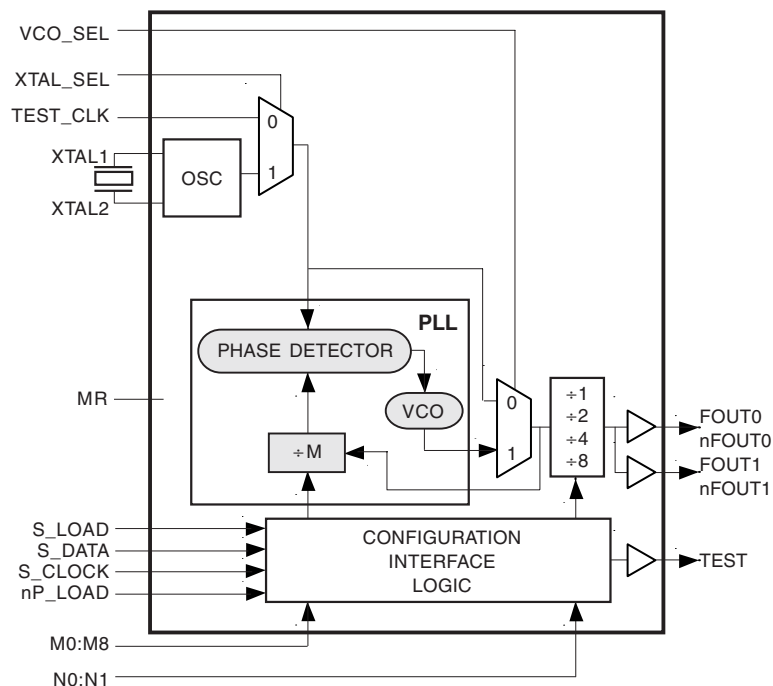 VCO_SEL
XTAL_SEL
TEST_CLK
0
XTAL1
OSC
1
XTAL2
PLL
PHASE DETECTOR
MR
VCO
0
1
÷1
÷2
÷4
÷8
FOUT0
nFOUT0
FOUT1
nFOUT1
÷M
S_LOAD
S_DATA
S_CLOCK
nP_LOAD
CONFIGURATION
INTERFACE
LOGIC
TEST
M0:M8
N0:N1